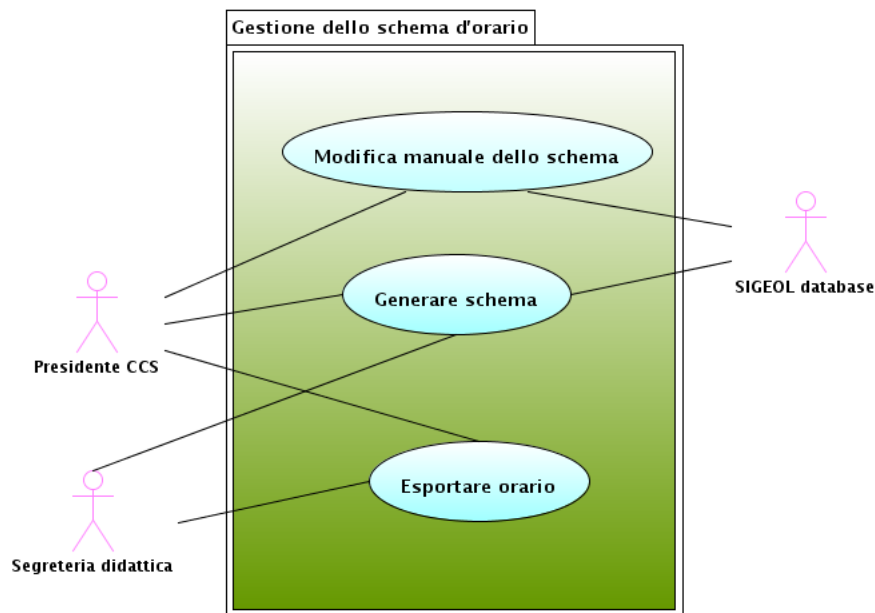 Gestione dello schema d'orario
Modifica manuale dello schema
Generare schema
SIGEOL database
Presidente CCS
Esportare orario
Segreteria didattica